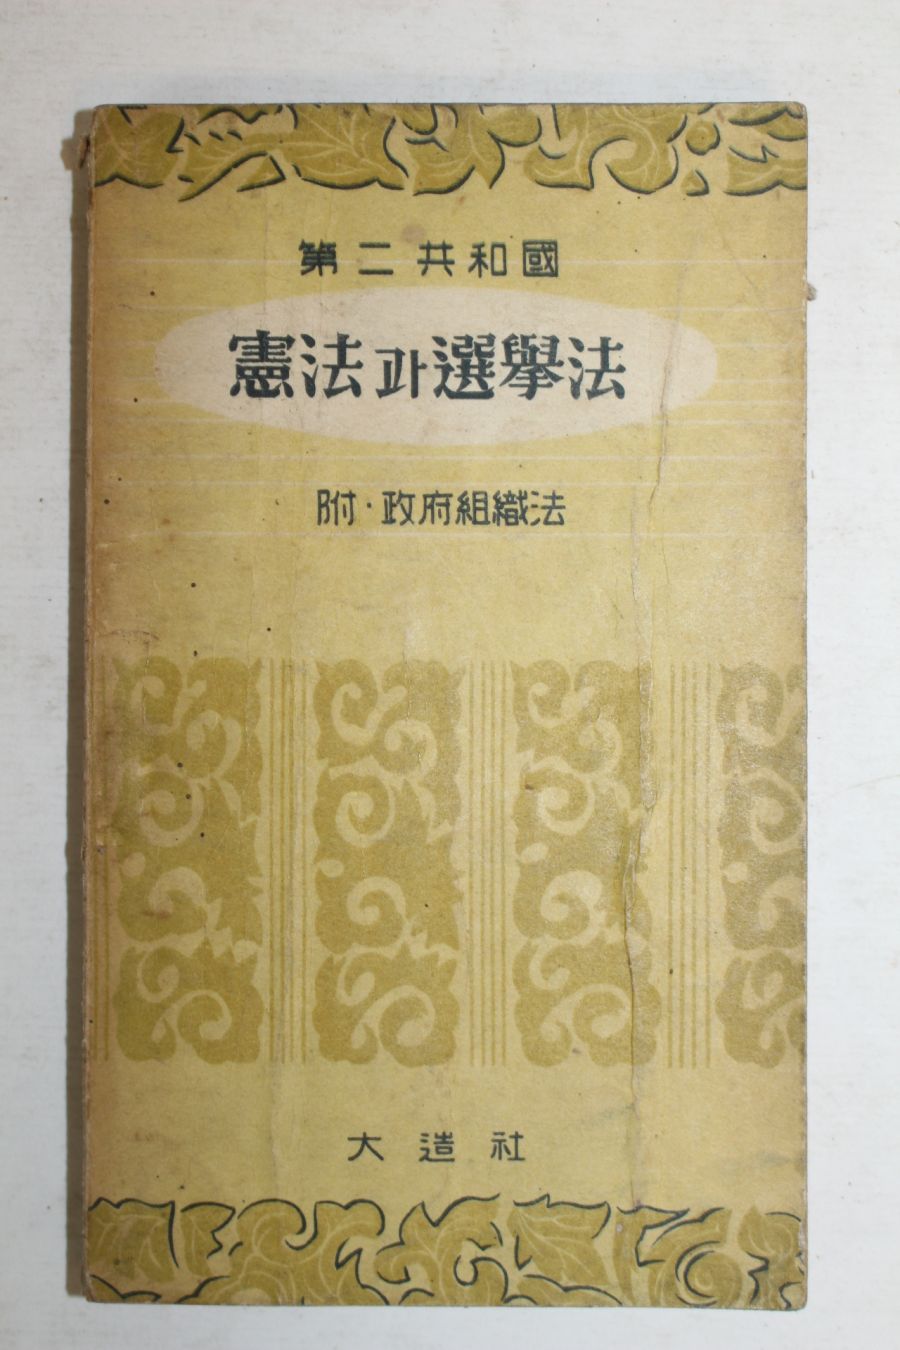 第二共和國
憲法과選擧法
附·政府組織法
大造社